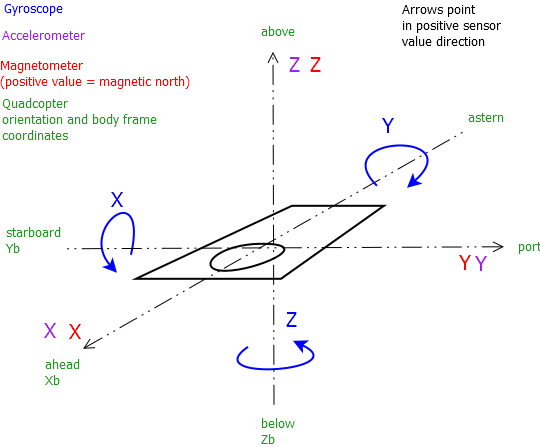 Gyroscope
Accelerometer
Magnetometer
(positive value = magnetic north)
Quadcopter
orientation and body frame
coordinates
Arrows point
in positive sensor
value direction
above
Z Z
astern
Y
X
starboard
Yb
port
Y Y
X X
Z
ahead
Xb
below
Zb